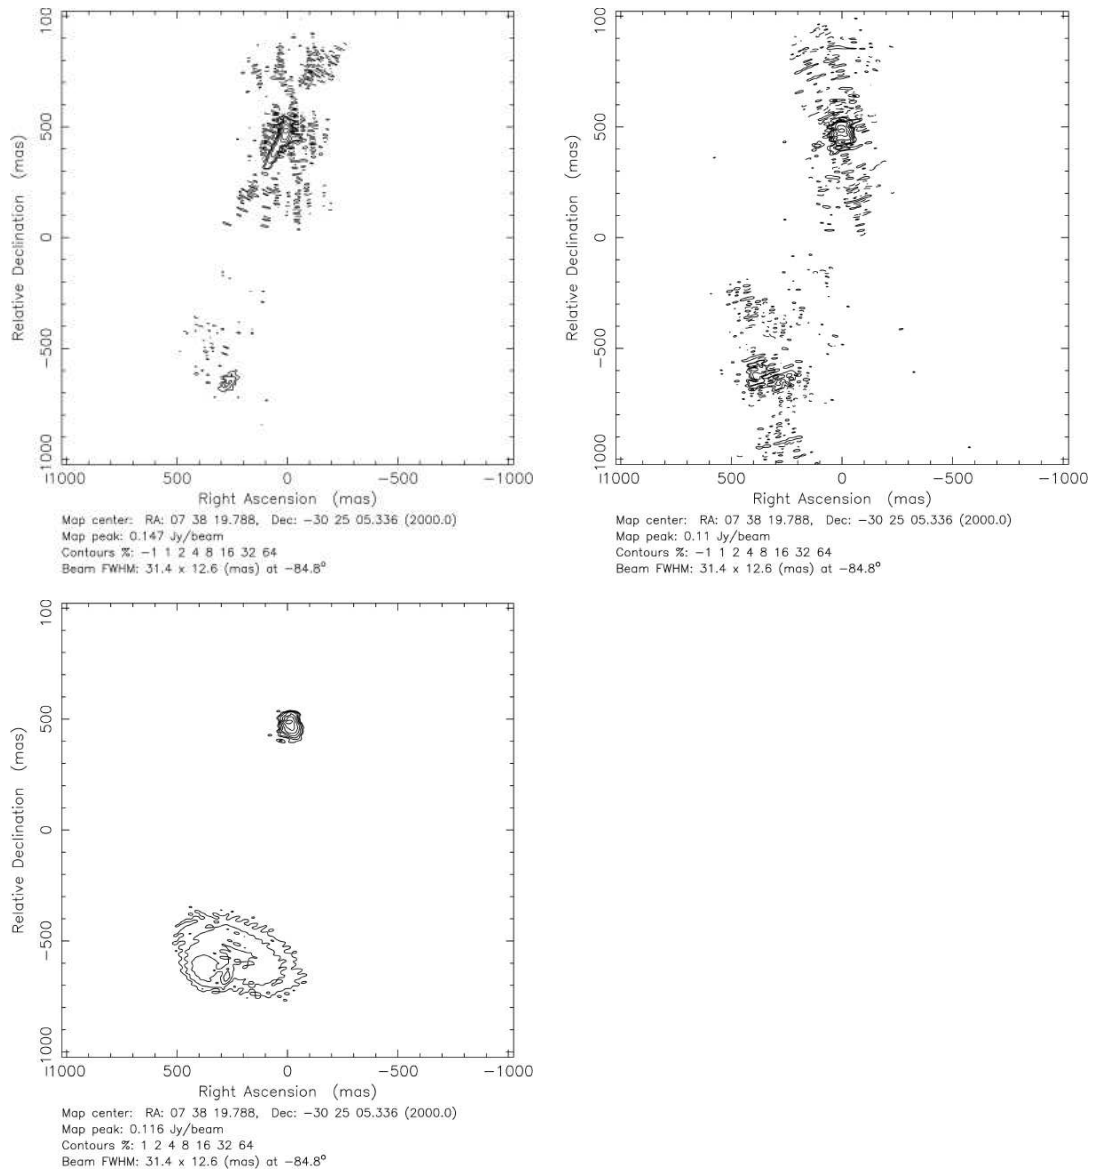 100
500
0
−500
1000
Relative Declination (mas)
11000 500 0 −500 −1000
Right Ascension (mas)
Map center: RA: 07 38 19.788, Dec: −30 25 05.336 (2000.0)
Map peak: 0.147 Jy/beam
Contours %: −1 1 2 4 8 16 32 64
Beam FWHM: 31.4 x 12.6 (mas) at −84.8°
100
500
0
−500
1000
Relative Declination (mas)
11000 500 0 −500 −1000
Right Ascension (mas)
Map center: RA: 07 38 19.788, Dec: −30 25 05.336 (2000.0)
Map peak: 0.11 Jy/beam
Contours %: −1 1 2 4 8 16 32 64
Beam FWHM: 31.4 x 12.6 (mas) at −84.8°
100
500
0
−500
1000
Relative Declination (mas)
11000 500 0 −500 −1000
Right Ascension (mas)
Map center: RA: 07 38 19.788, Dec: −30 25 05.336 (2000.0)
Map peak: 0.116 Jy/beam
Contours %: 1 2 4 8 16 32 64
Beam FWHM: 31.4 x 12.6 (mas) at −84.8°